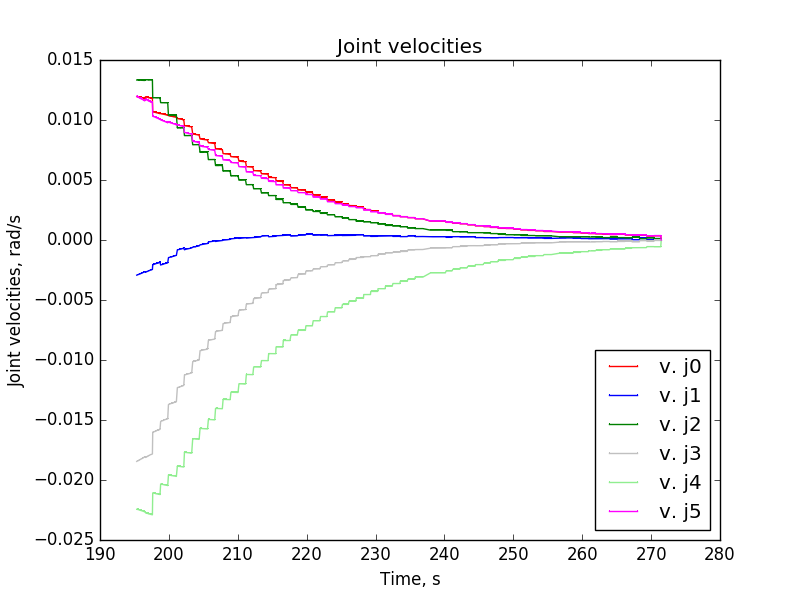 Joint velocities
Joint velocities, rad/s
0.015
0.010
0.005
0.000
−0.005
−0.010
−0.015
−0.020
−0.025
190 200 210 220 230 240 250 260 270 280
Time, s
v. j0
v. j1
v. j2
v. j3
v. j4
v. j5